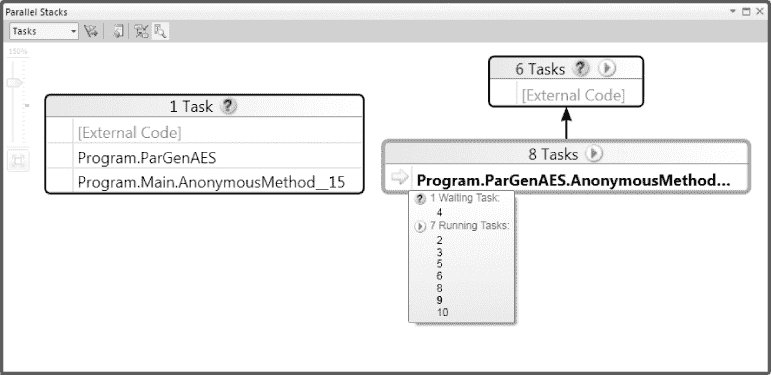 Parallel Stacks
Tasks
150%
1 Task ?
[External Code]
Program.ParGenAES
Program.Main.AnonymousMethod__15
6 Tasks ?
[External Code]
8 Tasks
Program.ParGenAES.AnonymousMethod...
? 1 Waiting Task:
4
7 Running Tasks:
2
3
5
6
8
9
10